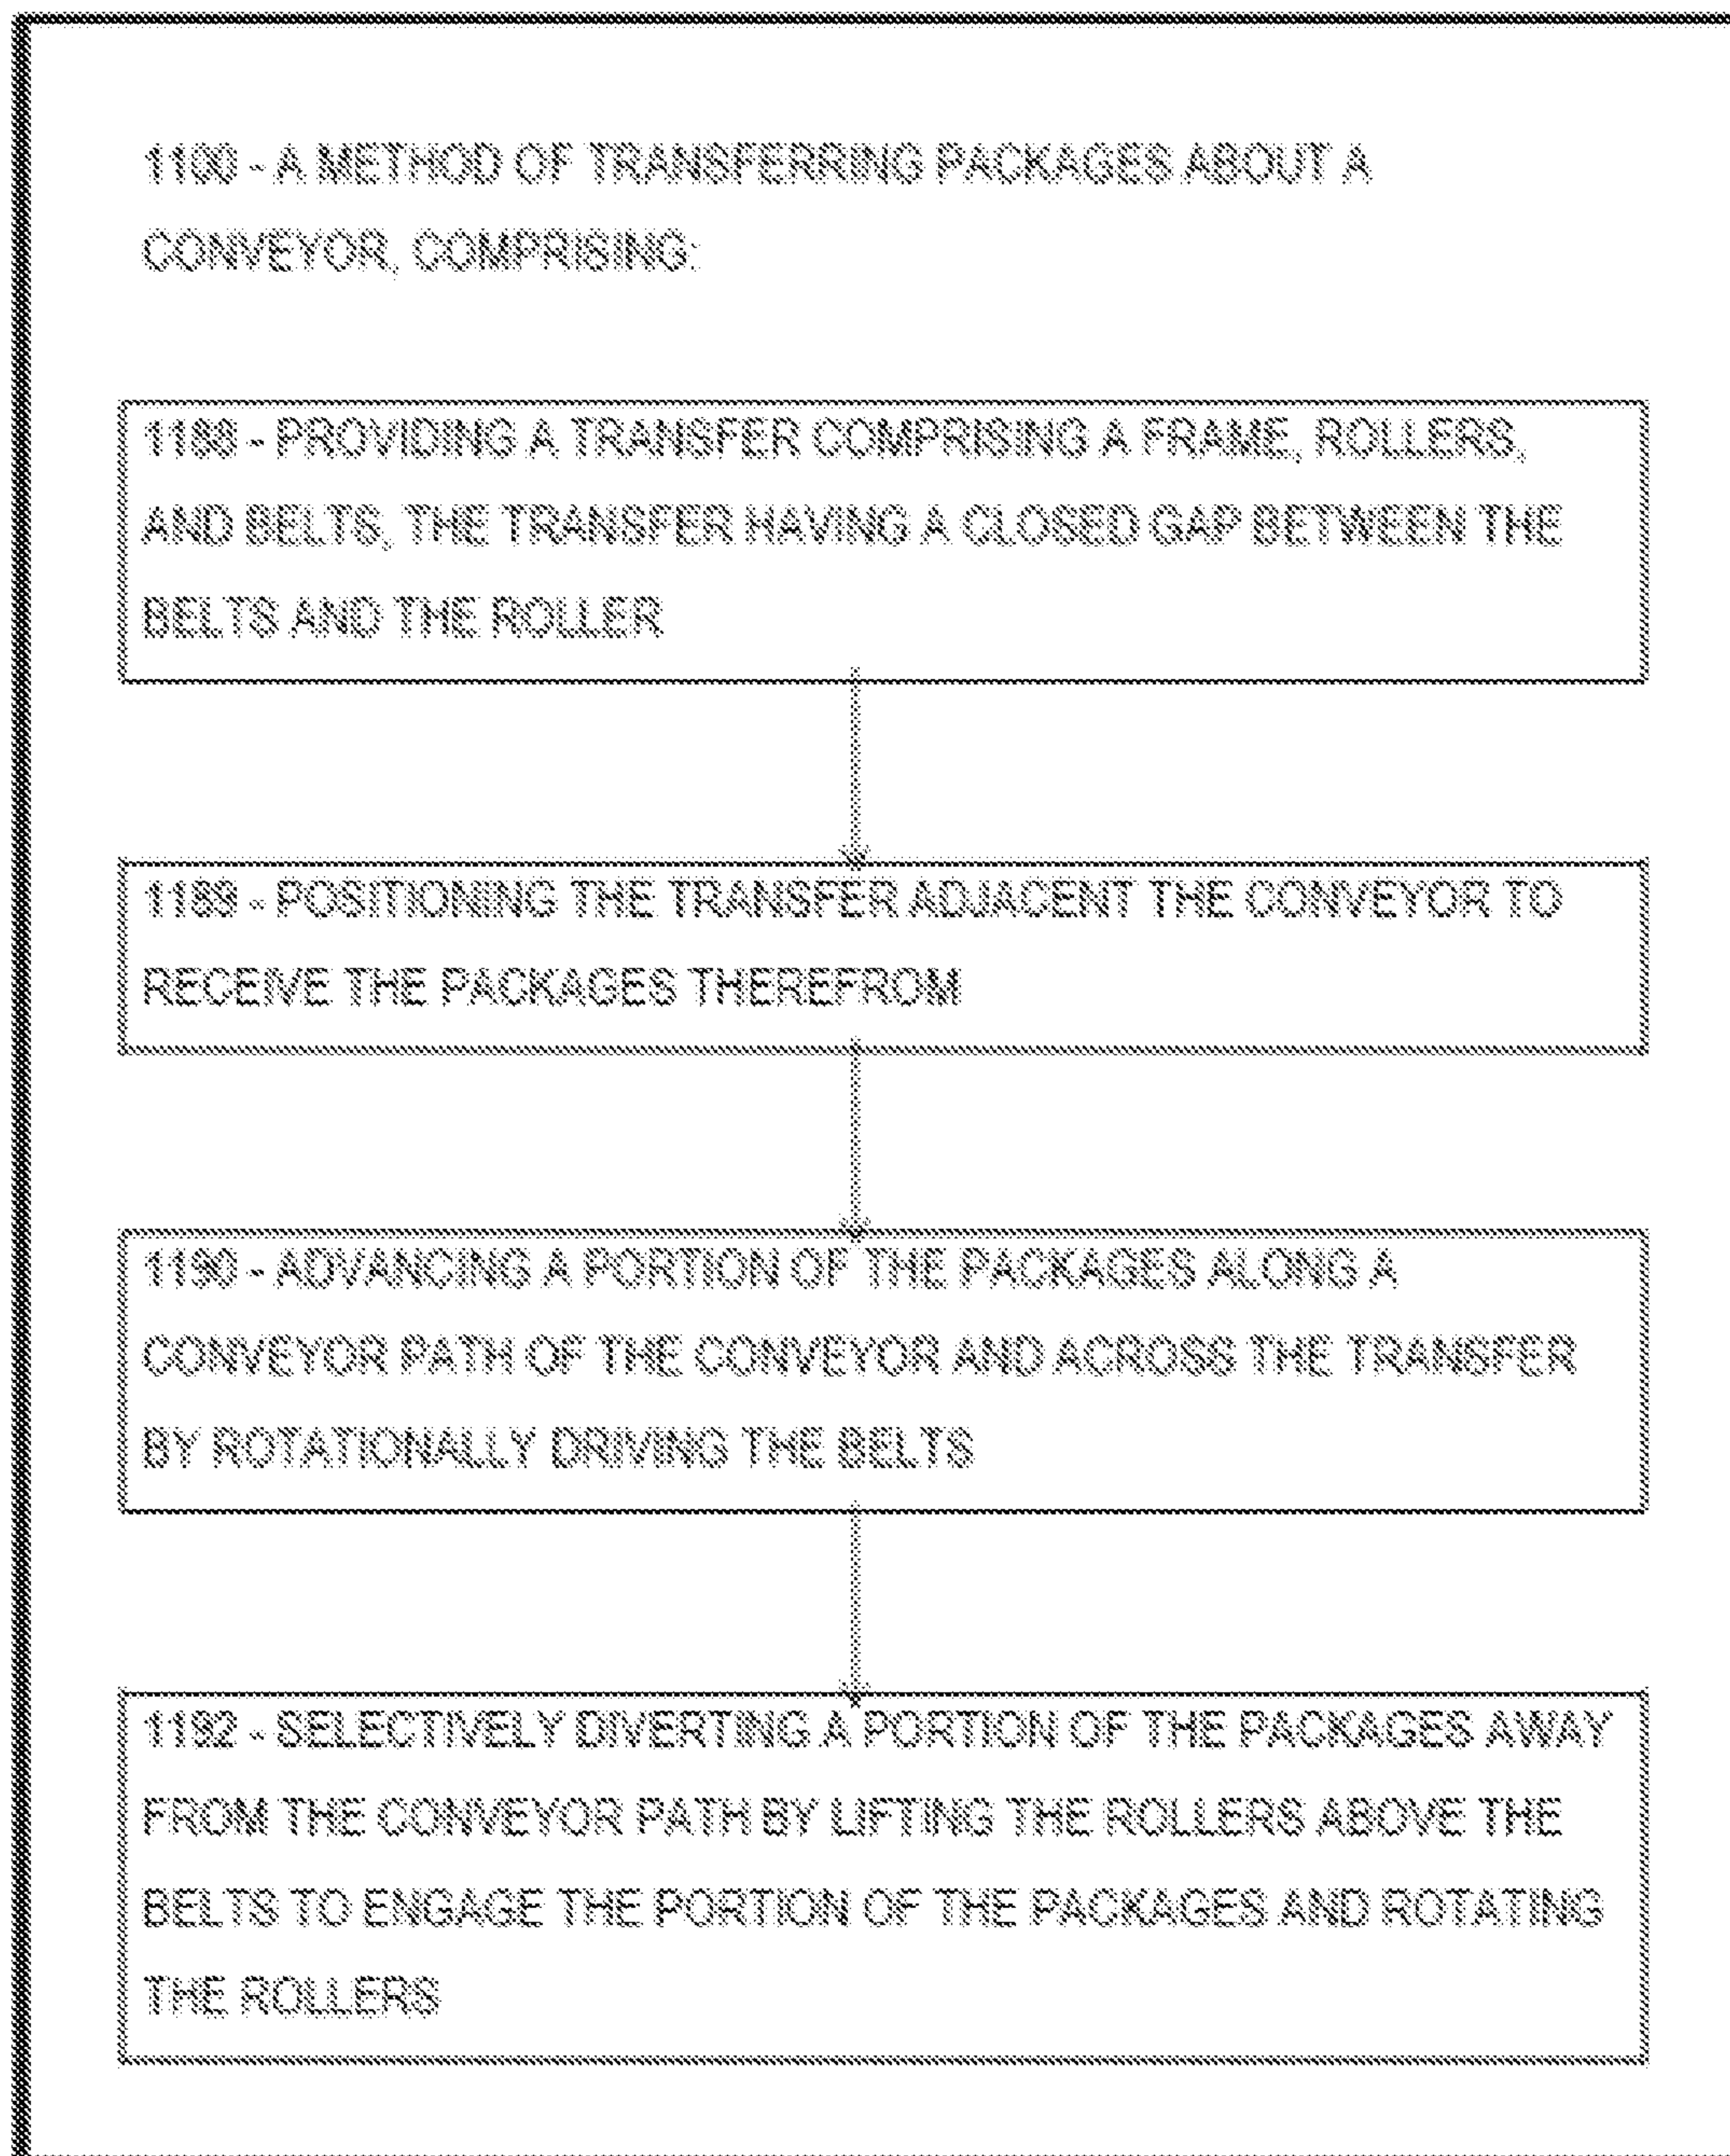 1100 - A METHOD OF TRANSFERRING PACKAGES ABOUT A
CONVEYOR, COMPRISING:
1188 - PROVIDING A TRANSFER COMPRISING A FRAME, ROLLERS,
AND BELTS, THE TRANSFER HAVING A CLOSED GAP BETWEEN THE
BELTS AND THE ROLLER
1189 - POSITIONING THE TRANSFER ADJACENT THE CONVEYOR TO
RECEIVE THE PACKAGES THEREFROM
1190 - ADVANCING A PORTION OF THE PACKAGES ALONG A
CONVEYOR PATH OF THE CONVEYOR AND ACROSS THE TRANSFER
BY ROTATIONALLY DRIVING THE BELTS
1192 - SELECTIVELY DIVERTING A PORTION OF THE PACKAGES AWAY
FROM THE CONVEYOR PATH BY LIFTING THE ROLLERS ABOVE THE
BELTS TO ENGAGE THE PORTION OF THE PACKAGES AND ROTATING
THE ROLLERS